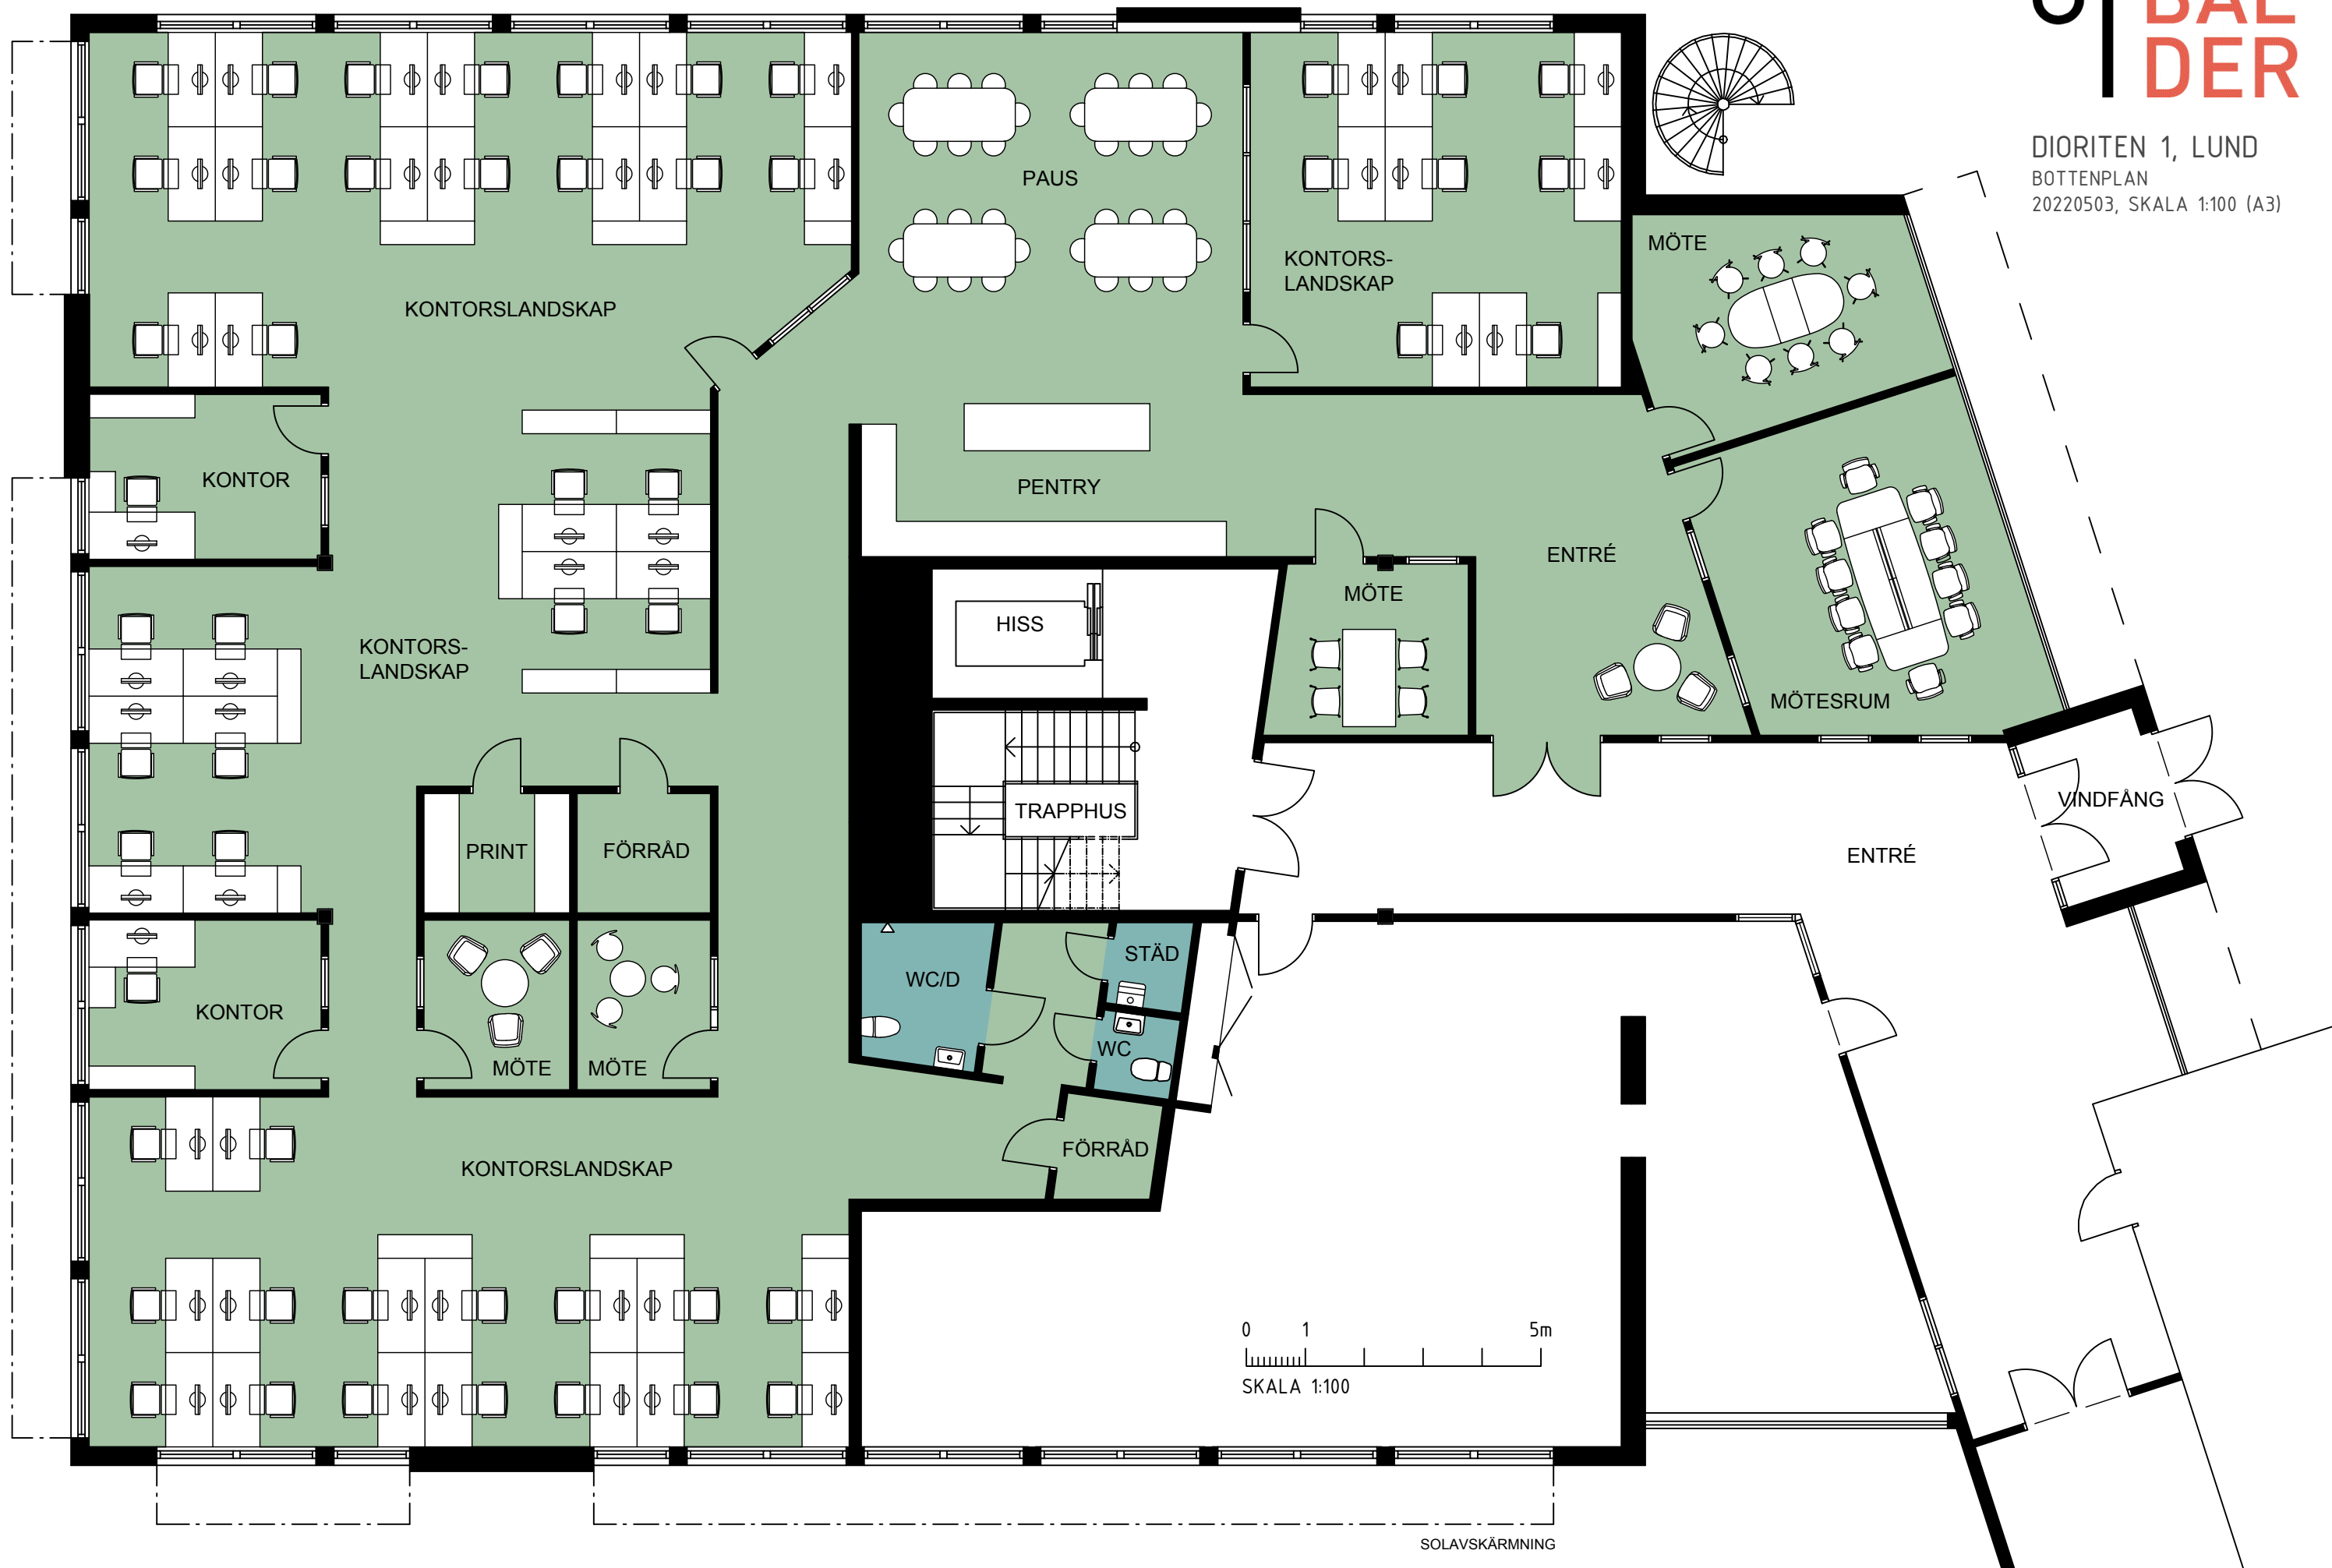 BAL
DER
DIORITEN 1, LUND
BOTTENPLAN
20220503, SKALA 1:100 (A3)
PAUS
MÖTE
KONTORS-
LANDSKAP
KONTORSLANDSKAP
KONTOR
PENTRY
ENTRÉ
MÖTE
HISS
KONTORS-
LANDSKAP
MÖTESRUM
VINDFÅNG
TRAPPHUS
PRINT
FÖRRÅD
ENTRÉ
STÄD
WC/D
KONTOR
WC
MÖTE
MÖTE
FÖRRÅD
KONTORSLANDSKAP
0 1 5m
SKALA 1:100
SOLAVSKÄRMNING